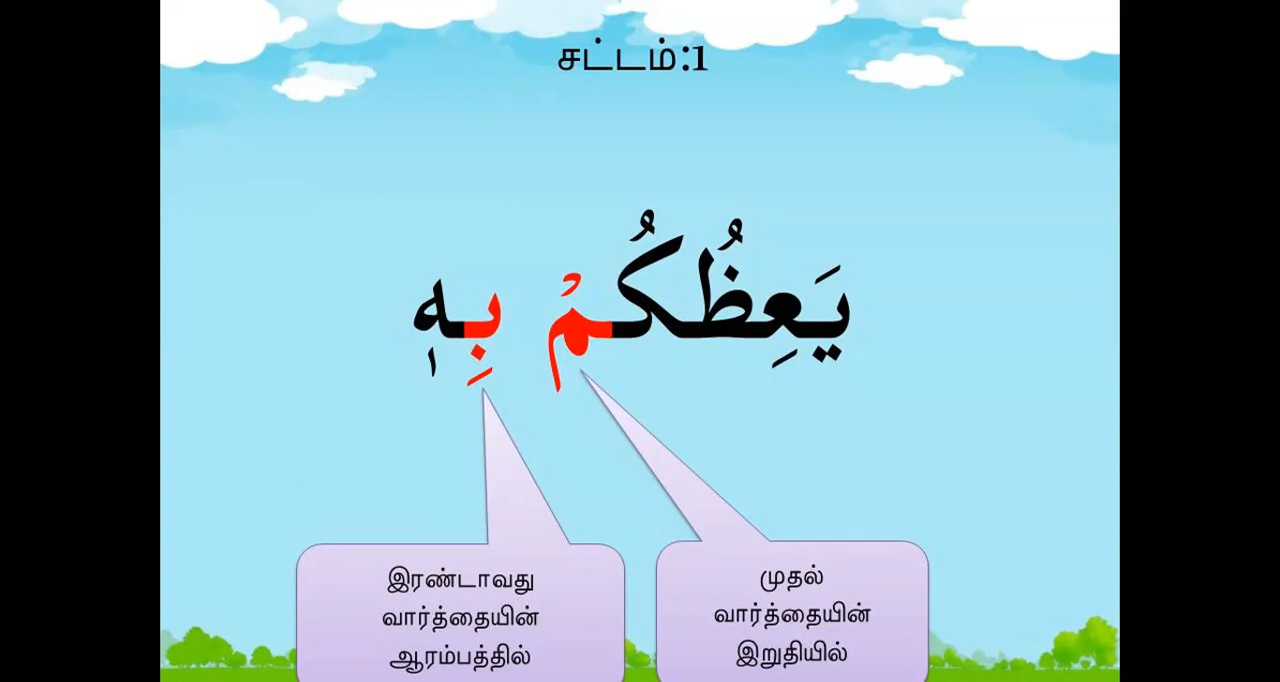 சட்டம்:1
يَعِظُكُمْ بِهٖ
இரண்டாவது
வார்த்தையின்
ஆரம்பத்தில்
முதல்
வார்த்தையின்
இறுதியில்